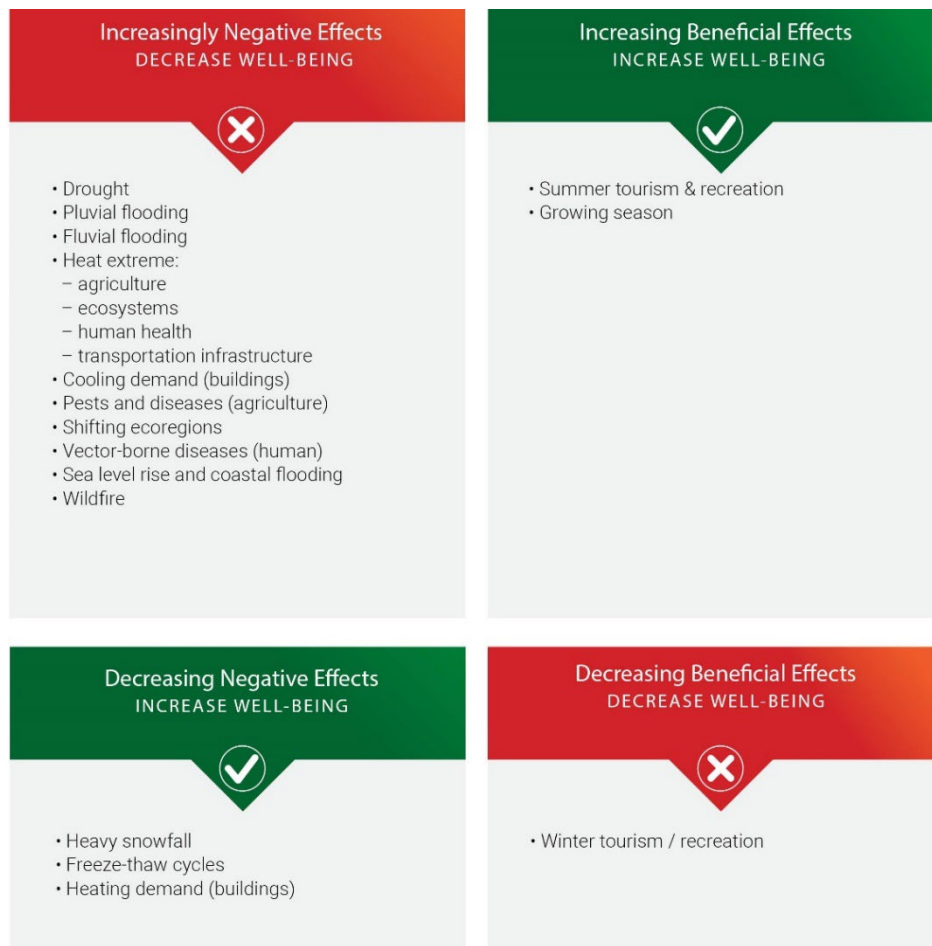 Increasingly Negative Effects
DECREASE WELL-BEING
• Drought
• Pluvial flooding
• Fluvial flooding
• Heat extreme:
– agriculture
– ecosystems
– human health
– transportation infrastructure
• Cooling demand (buildings)
• Pests and diseases (agriculture)
• Shifting ecoregions
• Vector-borne diseases (human)
• Sea level rise and coastal flooding
• Wildfire
Increasing Beneficial Effects
INCREASE WELL-BEING
• Summer tourism & recreation
• Growing season
Decreasing Negative Effects
INCREASE WELL-BEING
• Heavy snowfall
• Freeze-thaw cycles
• Heating demand (buildings)
Decreasing Beneficial Effects
DECREASE WELL-BEING
• Winter tourism / recreation